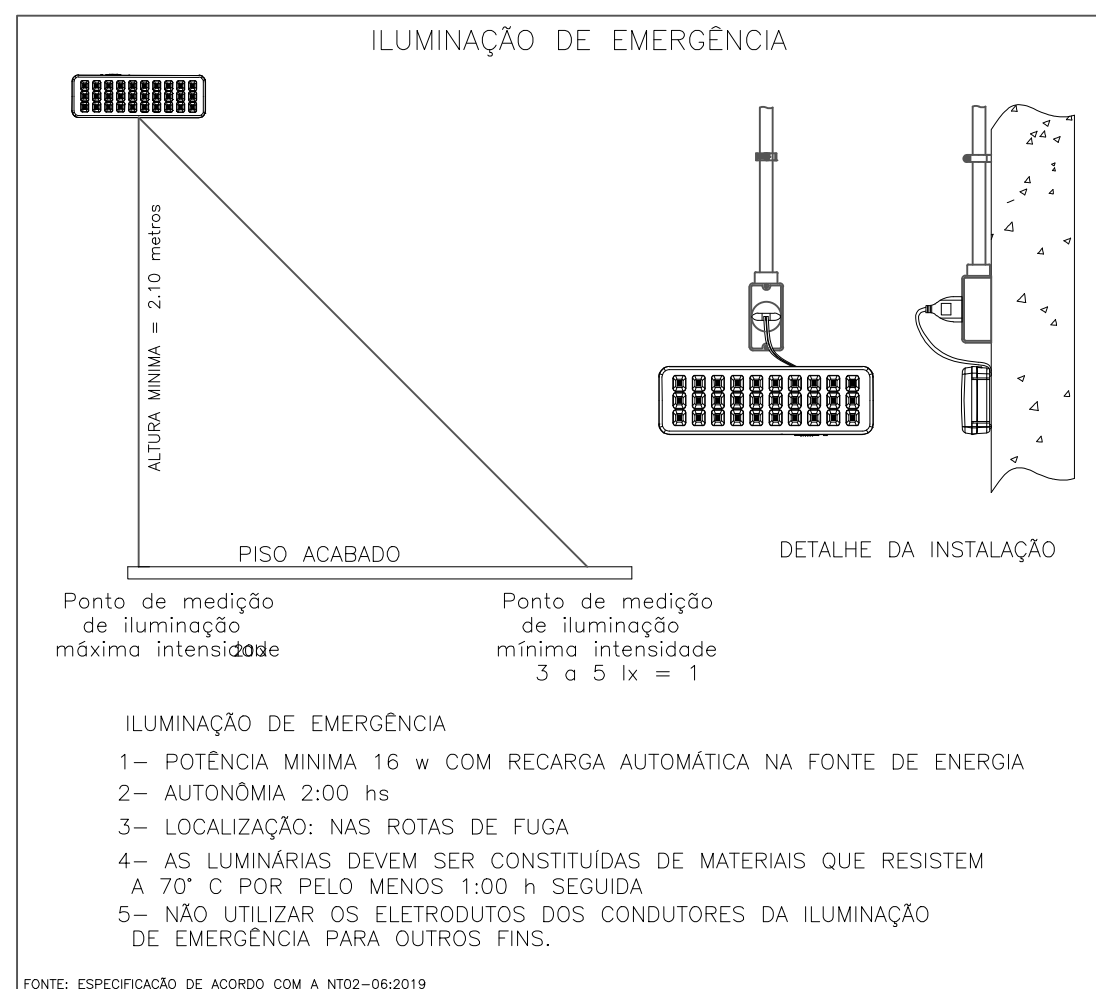 ILUMINAÇÃO DE EMERGÊNCIA
ALTURA MINIMA = 2.10 metros
PISO ACABADO
DETALHE DA INSTALAÇÃO
Ponto de medição
de iluminação
máxima intensidade
20lx
Ponto de medição
de iluminação
mínima intensidade
3 a 5 lx = 1
ILUMINAÇÃO DE EMERGÊNCIA
1- POTÊNCIA MINIMA 16 w COM RECARGA AUTOMÁTICA NA FONTE DE ENERGIA
2- AUTONÔMIA 2:00 hs
3- LOCALIZAÇÃO: NAS ROTAS DE FUGA
4- AS LUMINÁRIAS DEVEM SER CONSTITUÍDAS DE MATERIAIS QUE RESISTEM
A 70° C POR PELO MENOS 1:00 h SEGUIDA
5- NÃO UTILIZAR OS ELETRODUTOS DOS CONDUTORES DA ILUMINAÇÃO
DE EMERGÊNCIA PARA OUTROS FINS.
FONTE: ESPECIFICAÇÃO DE ACORDO COM A NT02-06:2019